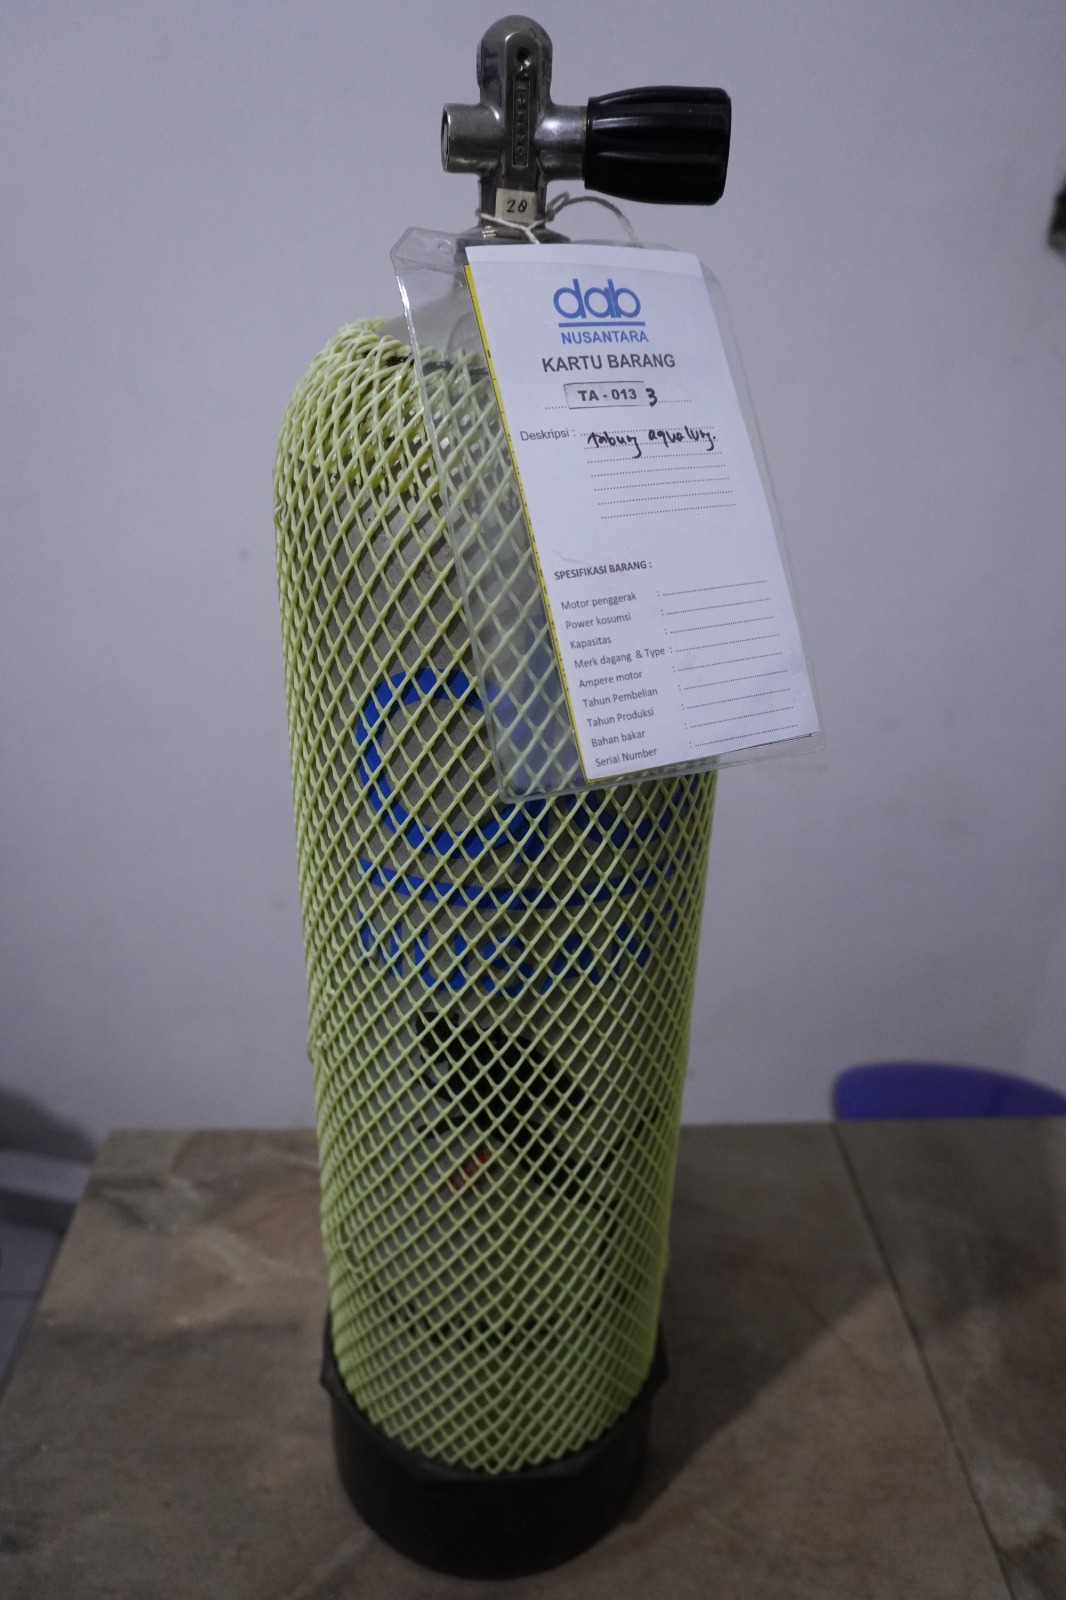 28
dab
NUSANTARA
KARTU BARANG
TA - 013 3
Deskripsi : tabung aqualung.
SPESIFIKASI BARANG :
Motor penggerak :
Power kosumsi :
Kapasitas :
Merk dagang & Type :
Ampere motor :
Tahun Pembelian :
Tahun Produksi :
Bahan bakar :
Serial Number :